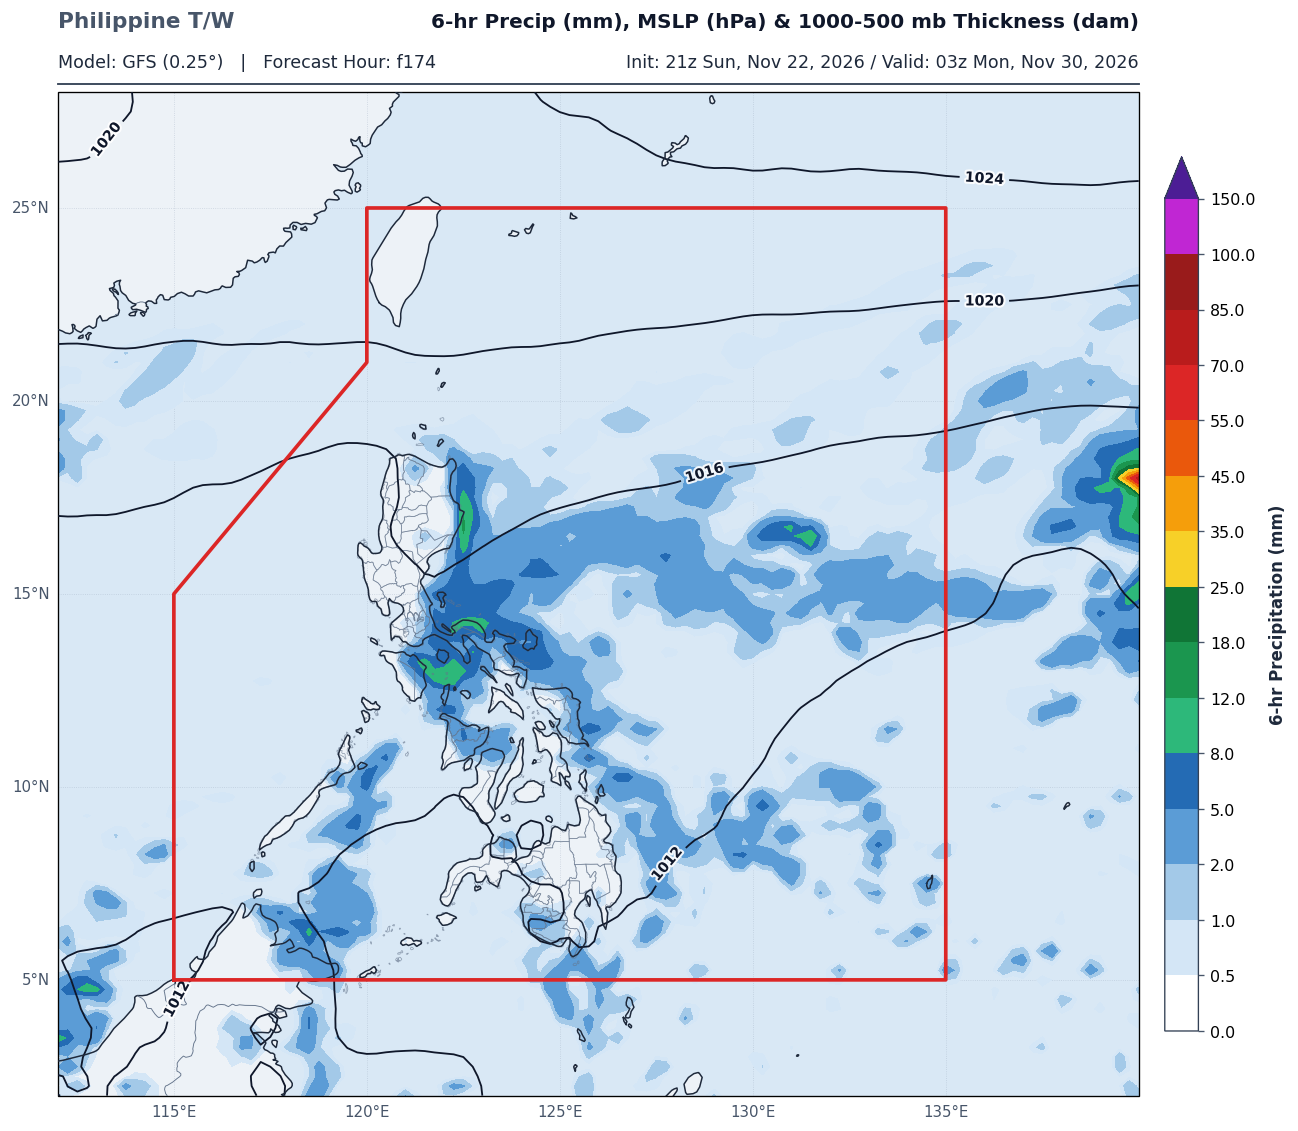 Philippine T/W
6-hr Precip (mm), MSLP (hPa) & 1000-500 mb Thickness (dam)
Model: GFS (0.25°) | Forecast Hour: f174
Init: 21z Sun, Nov 22, 2026 / Valid: 03z Mon, Nov 30, 2026
1020
1024
1020
1016
1012
1012
25°N
20°N
15°N
10°N
5°N
115°E
120°E
125°E
130°E
135°E
150.0
100.0
85.0
70.0
55.0
45.0
35.0
25.0
18.0
12.0
8.0
5.0
2.0
1.0
0.5
0.0
6-hr Precipitation (mm)